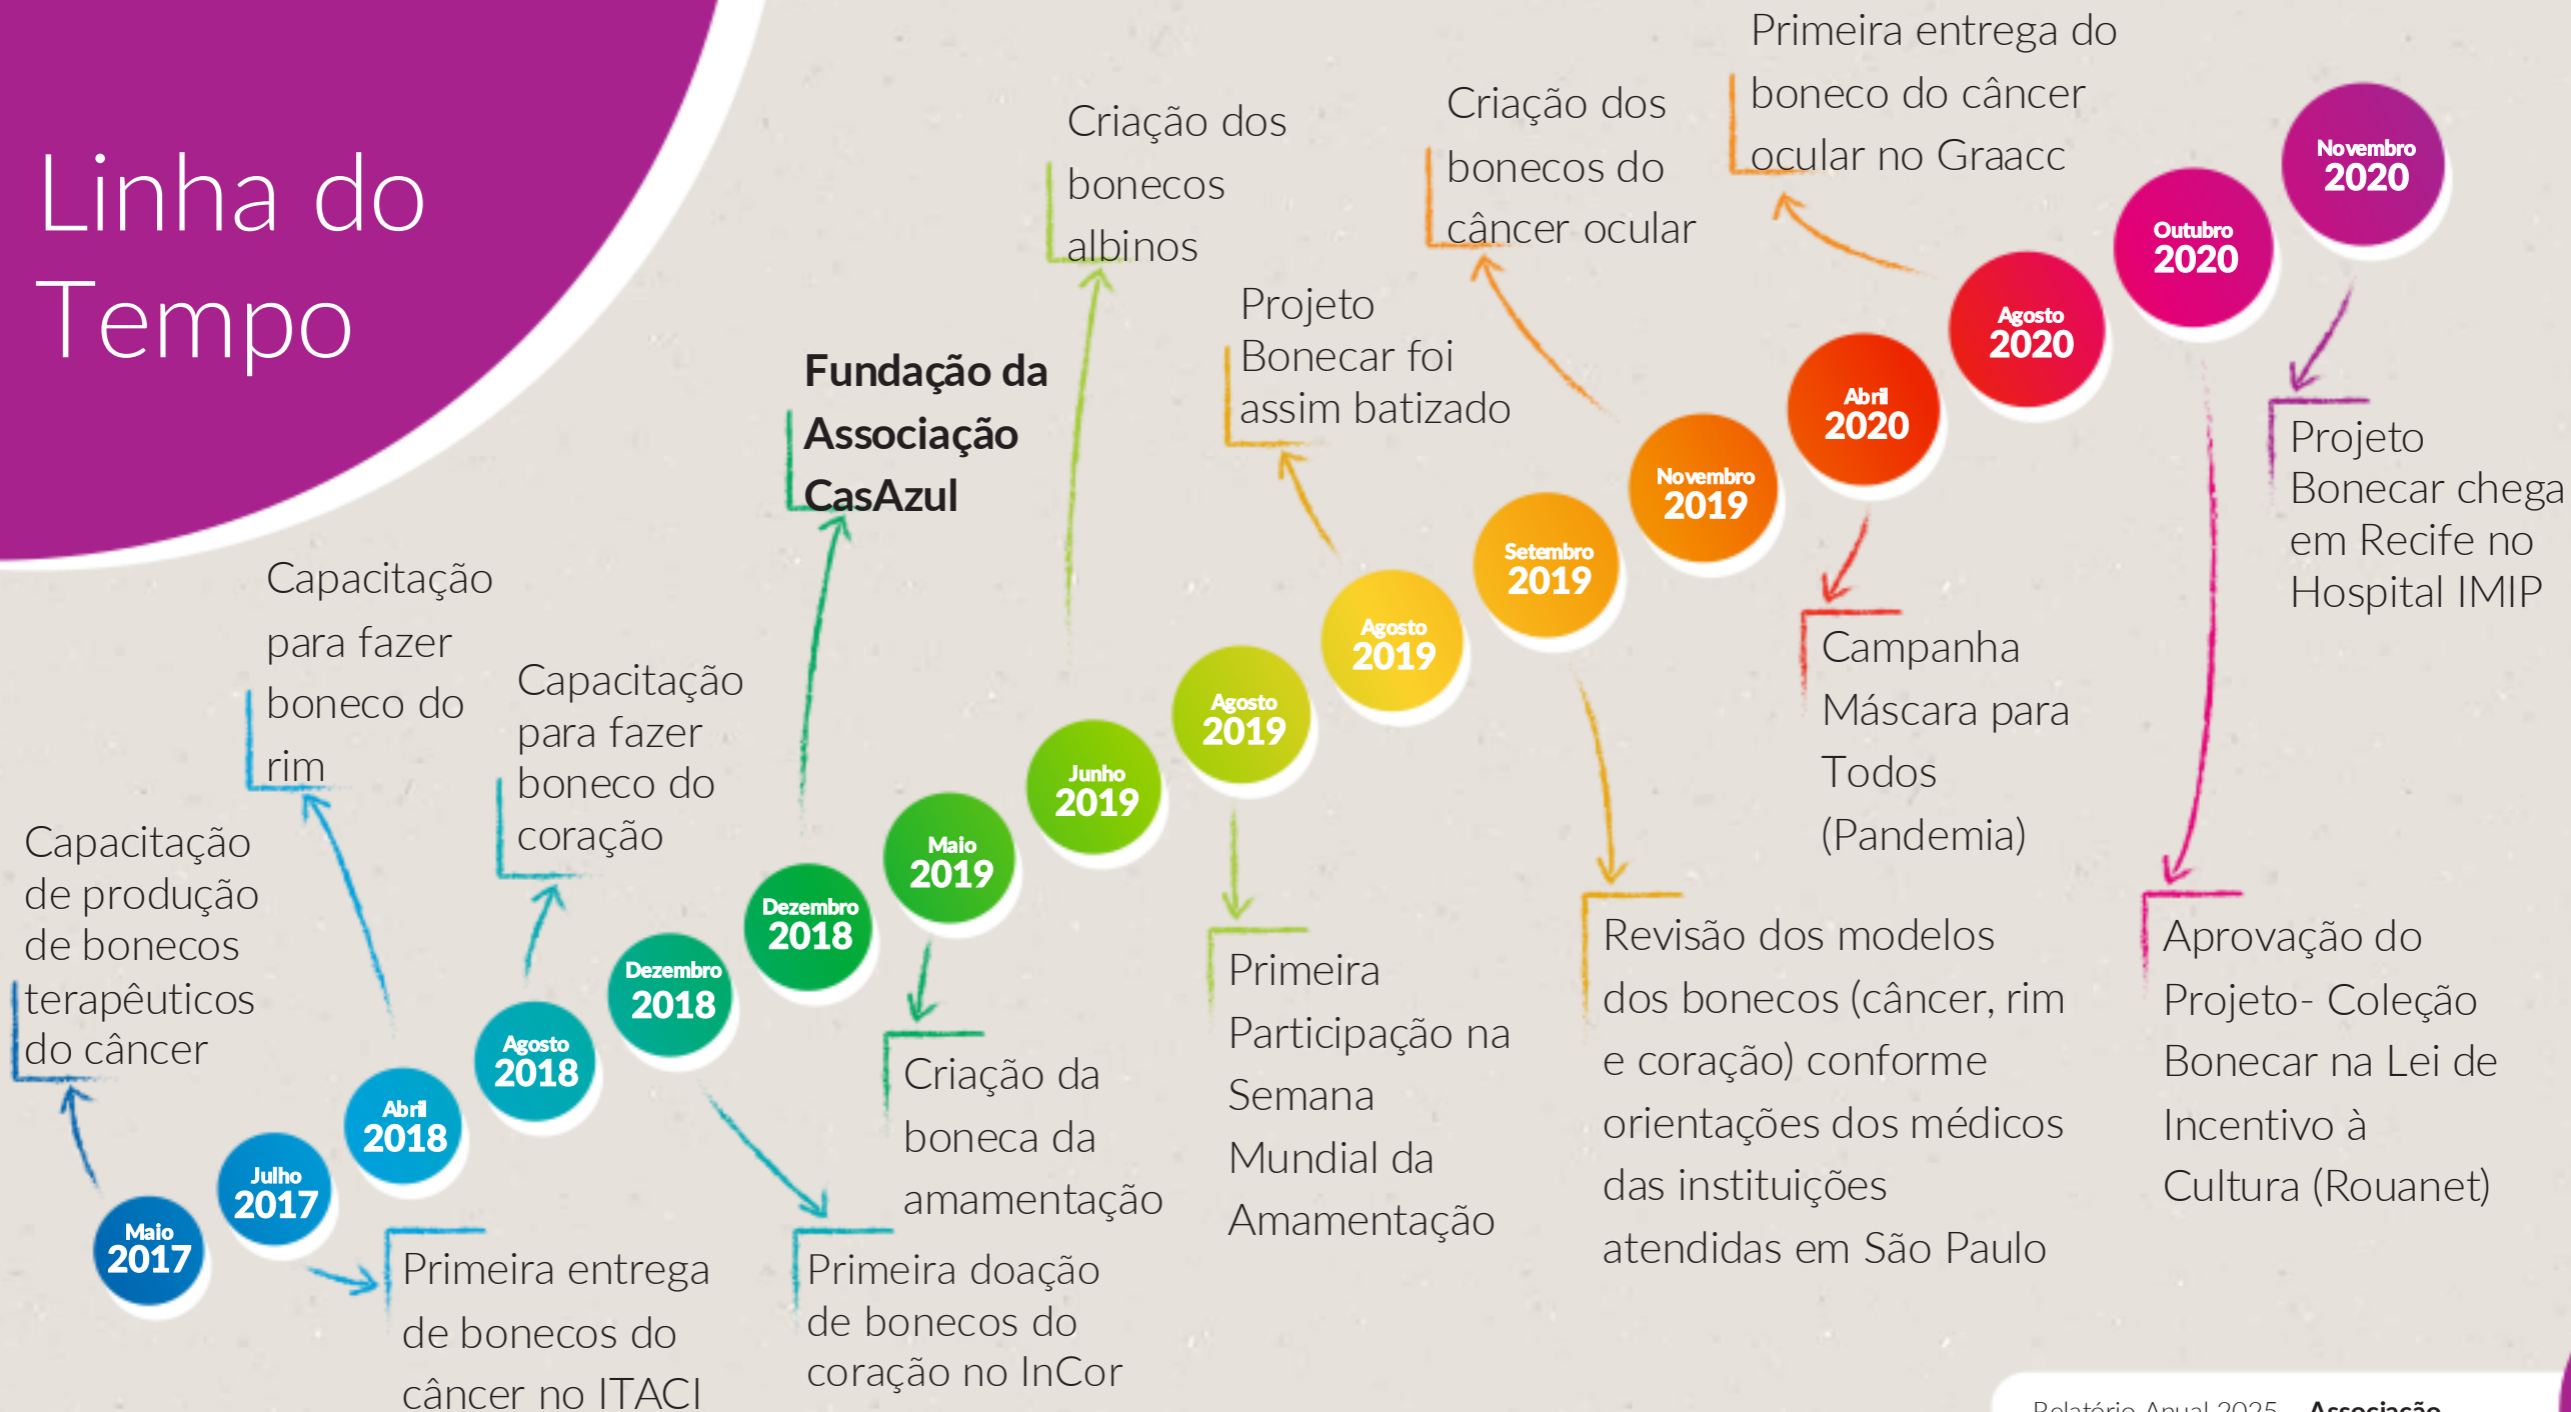 Linha do
Tempo
Maio
2017
Capacitação
de produção
de bonecos
terapêuticos
do câncer
Julho
2017
Primeira entrega
de bonecos do
câncer no ITACI
Abril
2018
Capacitação
para fazer
boneco do
rim
Agosto
2018
Capacitação
para fazer
boneco do
coração
Dezembro
2018
Primeira doação
de bonecos do
coração no InCor
Dezembro
2018
Fundação da
Associação
CasAzul
Maio
2019
Criação da
boneca da
amamentação
Junho
2019
Criação dos
bonecos
albinos
Agosto
2019
Primeira
Participação na
Semana
Mundial da
Amamentação
Agosto
2019
Projeto
Bonecar foi
assim batizado
Setembro
2019
Revisão dos modelos
dos bonecos (câncer, rim
e coração) conforme
orientações dos médicos
das instituições
atendidas em São Paulo
Novembro
2019
Criação dos
bonecos do
câncer ocular
Abril
2020
Campanha
Máscara para
Todos
(Pandemia)
Agosto
2020
Primeira entrega do
boneco do câncer
ocular no Graacc
Outubro
2020
Aprovação do
Projeto- Coleção
Bonecar na Lei de
Incentivo à
Cultura (Rouanet)
Novembro
2020
Projeto
Bonecar chega
em Recife no
Hospital IMIP
Relatório Anual 2025 Associação